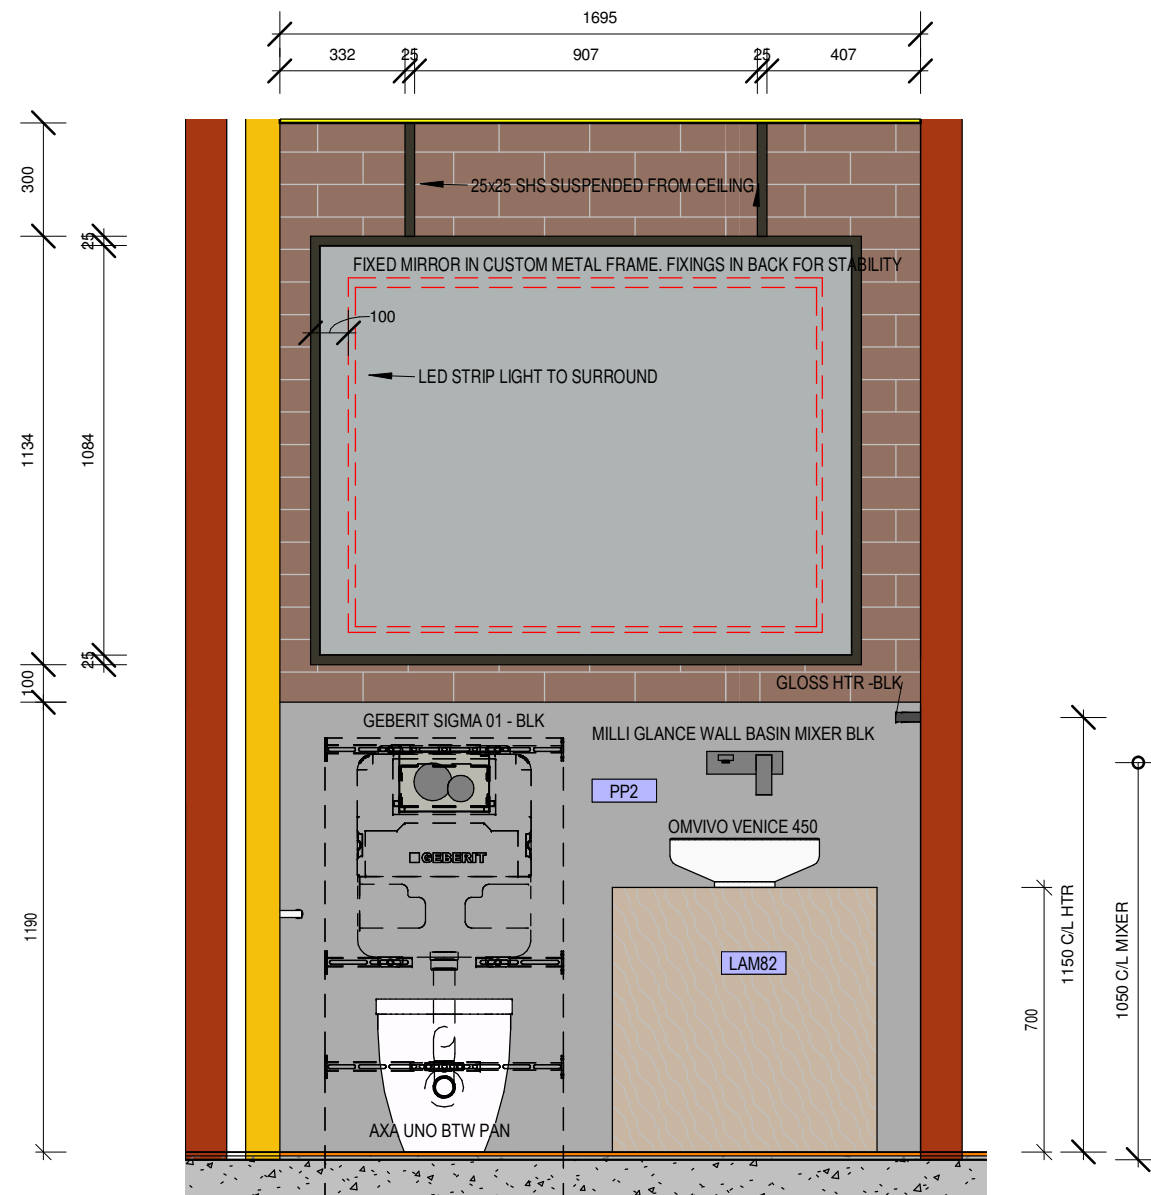 1695
332
25
907
25
407
300
25x25 SHS SUSPENDED FROM CEILING
25
FIXED MIRROR IN CUSTOM METAL FRAME. FIXINGS IN BACK FOR STABILITY
100
LED STRIP LIGHT TO SURROUND
1134
1084
25
100
GLOSS HTR -BLK
GEBERIT SIGMA 01 - BLK
MILLI GLANCE WALL BASIN MIXER BLK
PP2
OMVIVO VENICE 450
GEBERIT
1190
LAM82
700
1150 C/L HTR
1050 C/L MIXER
AXA UNO BTW PAN